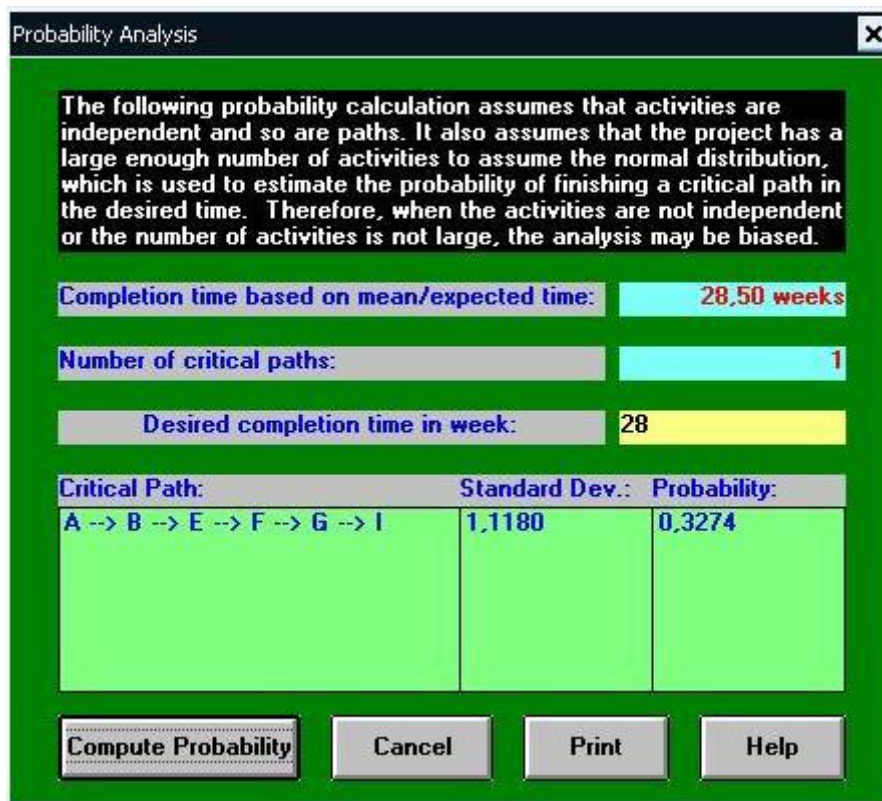 Probability Analysis
The following probability calculation assumes that activities are
independent and so are paths. It also assumes that the project has a
large enough number of activities to assume the normal distribution,
which is used to estimate the probability of finishing a critical path in
the desired time. Therefore, when the activities are not independent
or the number of activities is not large, the analysis may be biased.
Completion time based on mean/expected time: 28,50 weeks
Number of critical paths: 1
Desired completion time in week: 28
Critical Path: Standard Dev.: Probability:
A --> B --> E --> F --> G --> I 1,1180 0,3274
Compute Probability Cancel Print Help